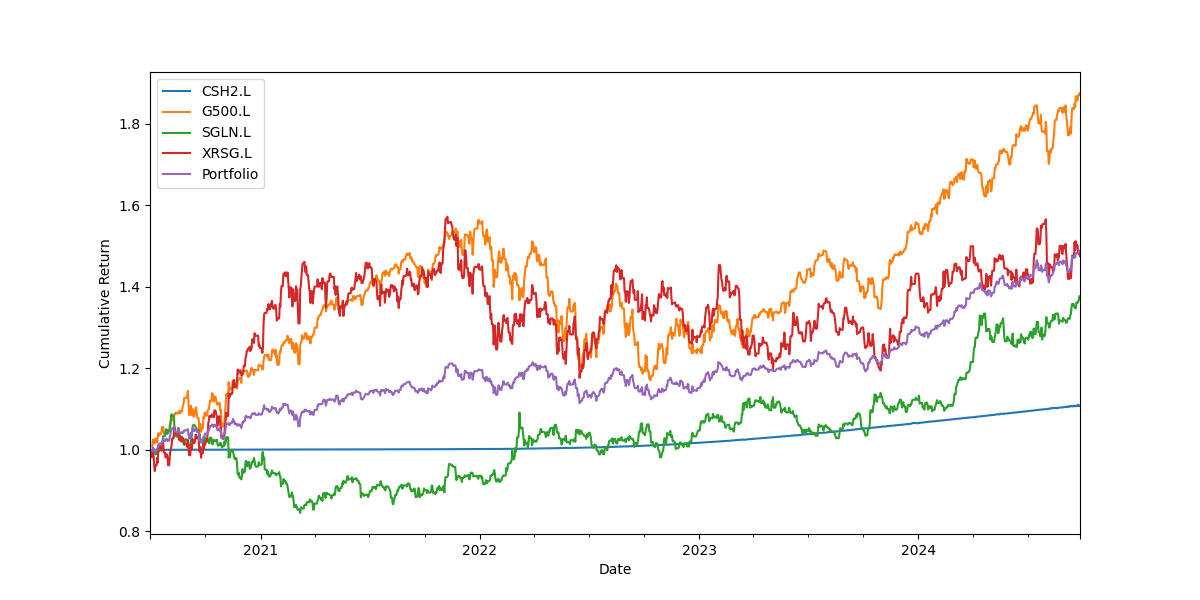 CSH2.L
G500.L
SGLN.L
XRSG.L
Portfolio
1.8
1.6
1.4
1.2
1.0
0.8
Cumulative Return
2021 2022 2023 2024
Date